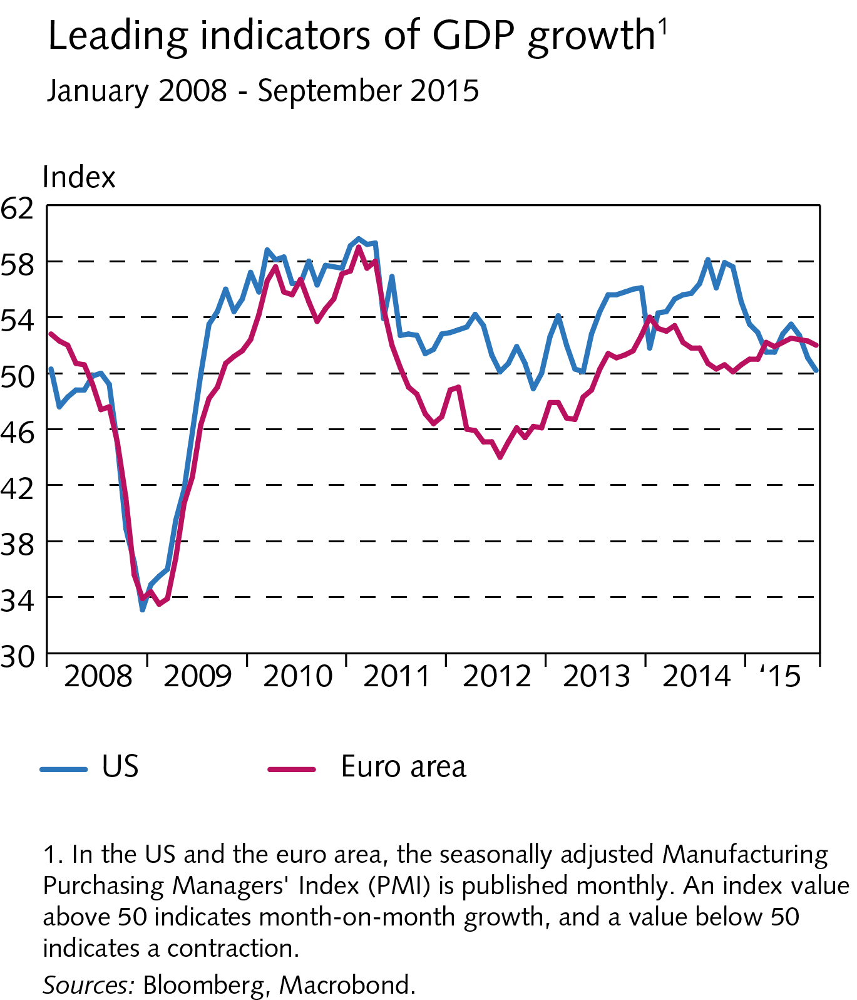 Leading indicators of GDP growth¹
January 2008 - September 2015
Index
62
58
54
50
46
42
38
34
30
2008 2009 2010 2011 2012 2013 2014 ‘15
US Euro area
1. In the US and the euro area, the seasonally adjusted Manufacturing
Purchasing Managers' Index (PMI) is published monthly. An index value
above 50 indicates month-on-month growth, and a value below 50
indicates a contraction.
Sources: Bloomberg, Macrobond.